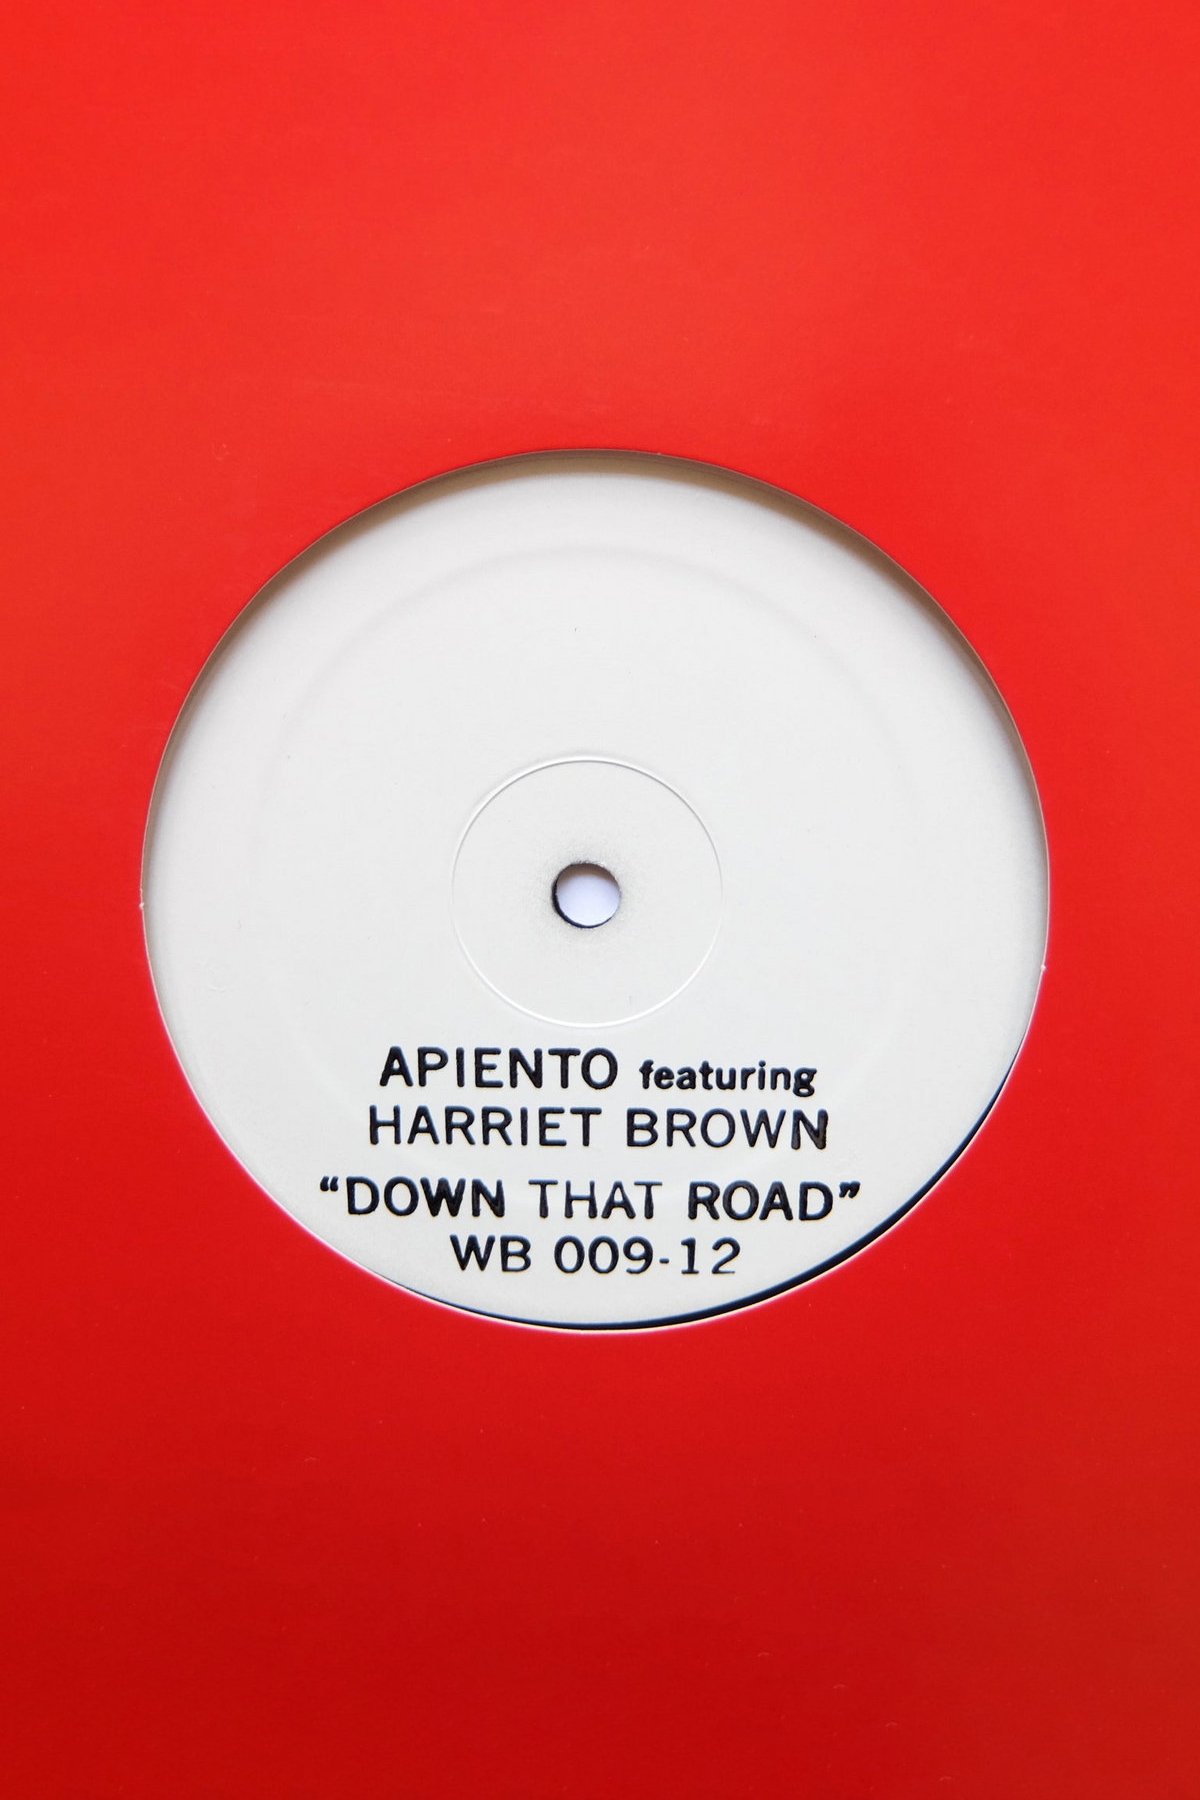 APIENTO featuring
HARRIET BROWN
“DOWN THAT ROAD”
WB 009-12